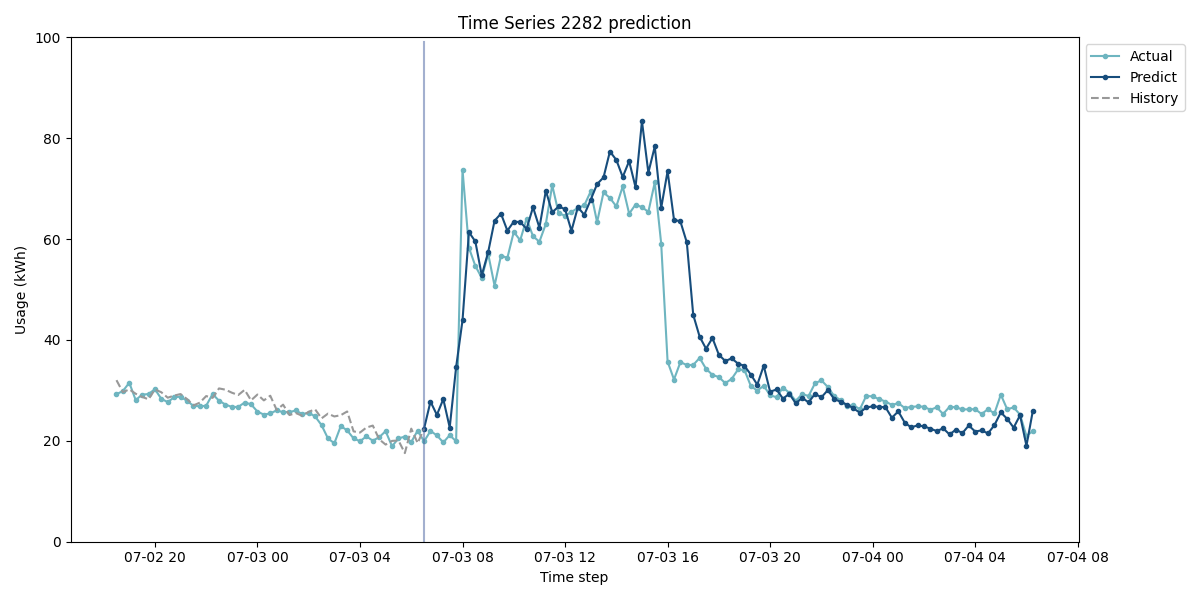 Time Series 2282 prediction
Usage (kWh)
100
80
60
40
20
0
07-02 20
07-03 00
07-03 04
07-03 08
07-03 12
07-03 16
07-03 20
07-04 00
07-04 04
07-04 08
Time step
Actual
Predict
History